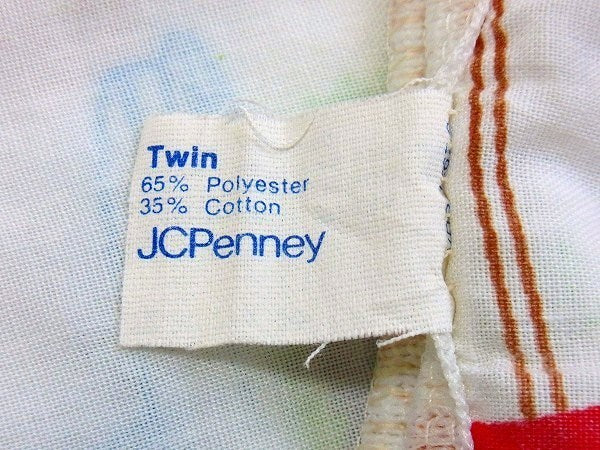 Twin
65% Polyester
35% Cotton
JCPenney